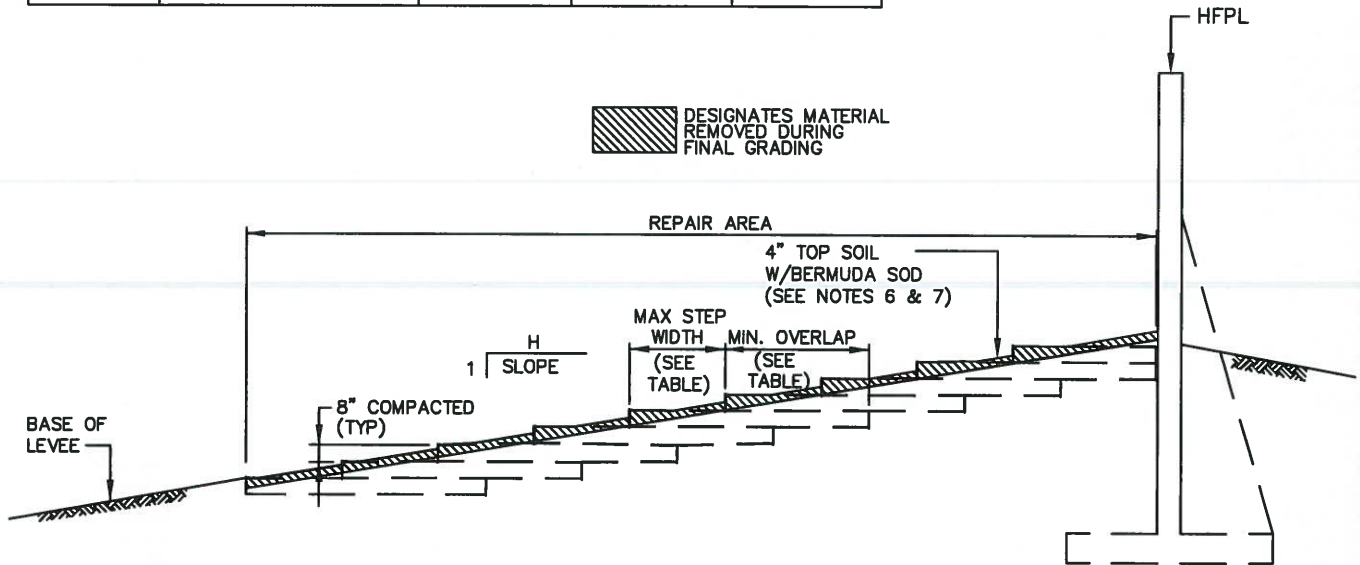 HFPL
DESIGNATES MATERIAL
REMOVED DURING
FINAL GRADING
REPAIR AREA
4" TOP SOIL
W/BERMUDA SOD
(SEE NOTES 6 & 7)
MAX STEP
WIDTH
(SEE
TABLE)
MIN. OVERLAP
(SEE
TABLE)
H
1
SLOPE
8" COMPACTED
(TYP)
BASE OF
LEVEE